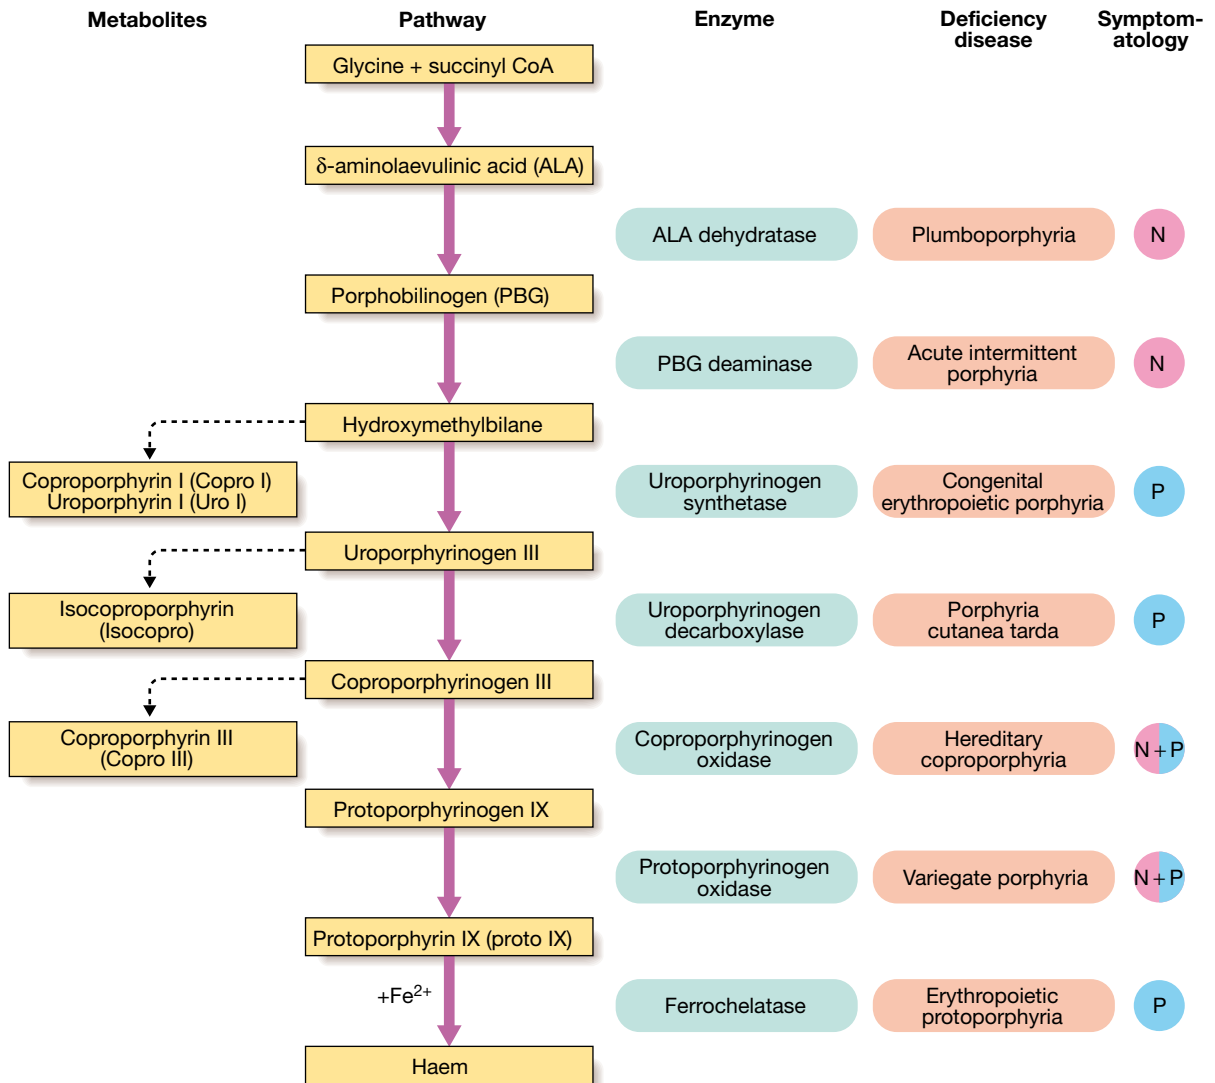 Metabolites
Pathway
Enzyme
Deficiency
disease
Symptom-
atology
Glycine + succinyl CoA
δ-aminolaevulinic acid (ALA)
ALA dehydratase
Plumboporphyria
N
Porphobilinogen (PBG)
PBG deaminase
Acute intermittent
porphyria
N
Hydroxymethylbilane
Coproporphyrin I (Copro I)
Uroporphyrin I (Uro I)
Uroporphyrinogen
synthetase
Congenital
erythropoietic porphyria
P
Uroporphyrinogen III
Isocoproporphyrin
(Isocopro)
Uroporphyrinogen
decarboxylase
Porphyria
cutanea tarda
P
Coproporphyrinogen III
Coproporphyrin III
(Copro III)
Coproporphyrinogen
oxidase
Hereditary
coproporphyria
N + P
Protoporphyrinogen IX
Protoporphyrinogen
oxidase
Variegate porphyria
N + P
Protoporphyrin IX (proto IX)
+Fe²⁺
Ferrochelatase
Erythropoietic
protoporphyria
P
Haem